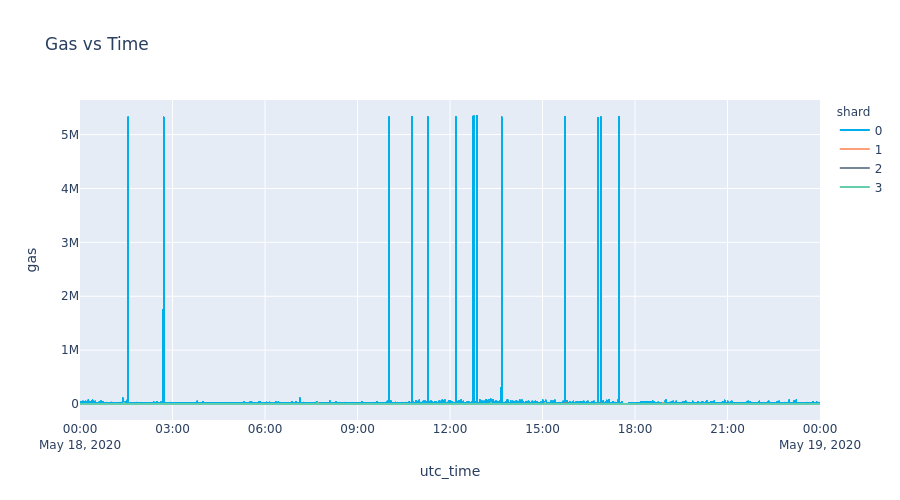 Gas vs Time
shard
0
1
2
3
5M
4M
3M
2M
1M
0
gas
00:00 03:00 06:00 09:00 12:00 15:00 18:00 21:00 00:00
May 18, 2020 May 19, 2020
utc_time